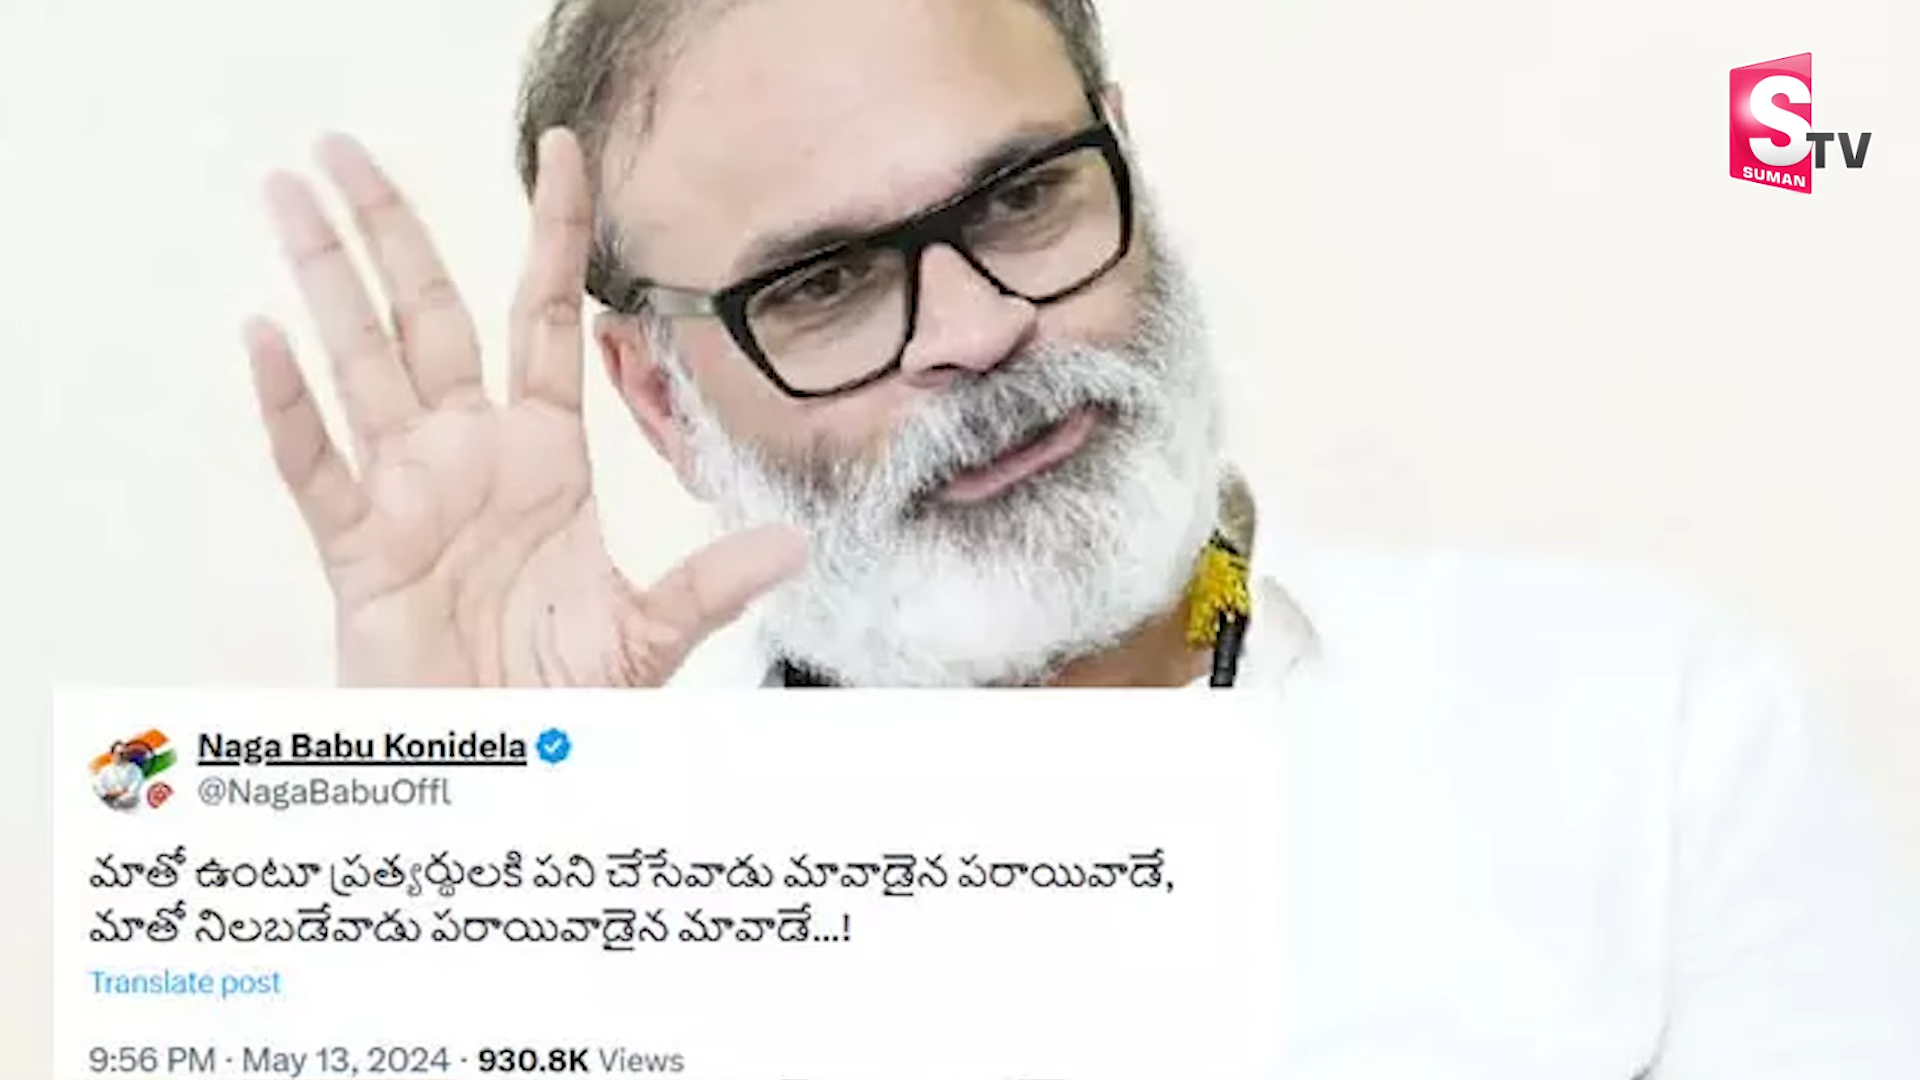 S
TV
SUMAN
Naga Babu Konidela
@NagaBabuOffl
మాతో ఉంటూ ప్రత్యర్థులకి పని చేసేవాడు మావాడైన పరాయివాడే,
మాతో నిలబడేవాడు పరాయివాడైన మావాడే...!
Translate post
9:56 PM · May 13, 2024 · 930.8K Views